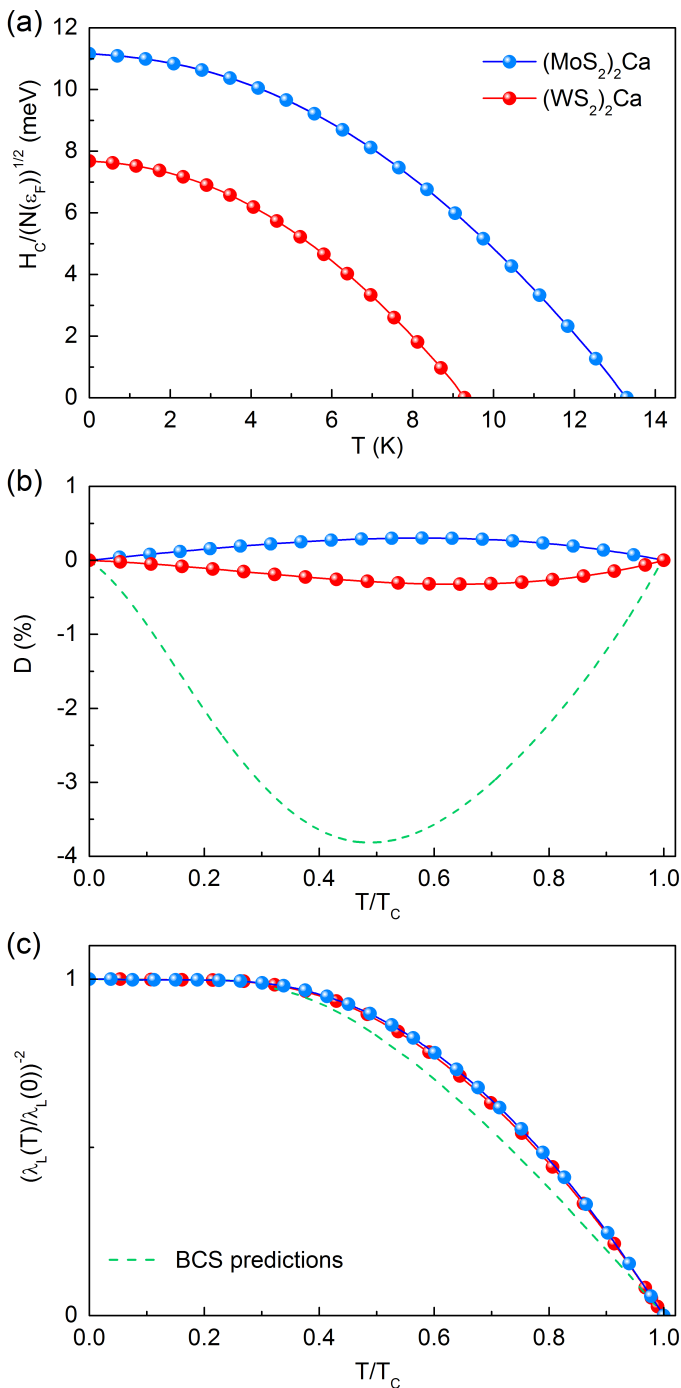 (a)
12
10
8
6
4
2
0
H_C/(N(ε_F))^{1/2} (meV)
(MoS₂)₂Ca
(WS₂)₂Ca
0 2 4 6 8 10 12 14
T (K)
(b)
1
0
-1
-2
-3
-4
D (%)
0.0 0.2 0.4 0.6 0.8 1.0
T/T_C
(c)
1
0
(λ_L(T)/λ_L(0))^{-2}
BCS predictions
0.0 0.2 0.4 0.6 0.8 1.0
T/T_C